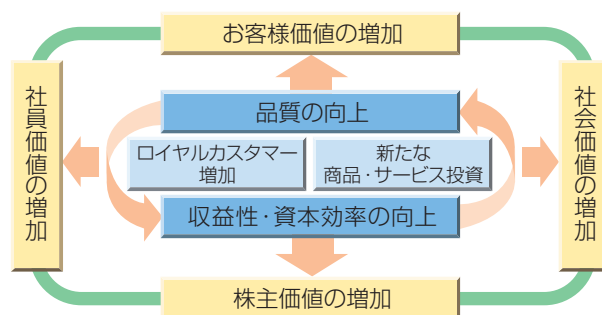 お客様価値の増加
社員価値の増加
品質の向上
ロイヤルカスタマー
増加
新たな
商品・サービス投資
収益性・資本効率の向上
社会価値の増加
株主価値の増加